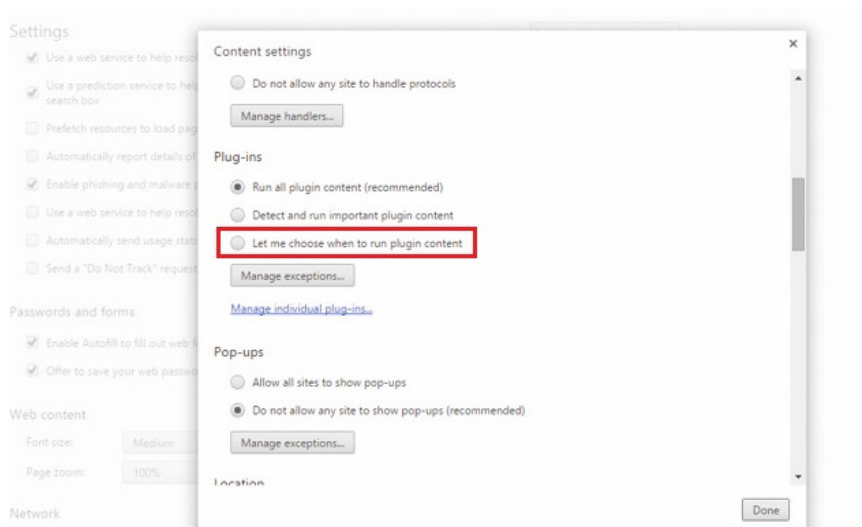 Settings
Use a web service to help resol
Use a prediction service to help
search box
Prefetch resources to load pag
Automatically report details of
Enable phishing and malware p
Use a web service to help resol
Automatically send usage stati
Send a "Do Not Track" request
Passwords and forms
Enable Autofill to fill out web f
Offer to save your web passwo
Web content
Font size:
Medium
Page zoom:
100%
Network
Content settings
Do not allow any site to handle protocols
Manage handlers...
Plug-ins
Run all plugin content (recommended)
Detect and run important plugin content
Let me choose when to run plugin content
Manage exceptions...
Manage individual plug-ins...
Pop-ups
Allow all sites to show pop-ups
Do not allow any site to show pop-ups (recommended)
Manage exceptions...
Location
Done